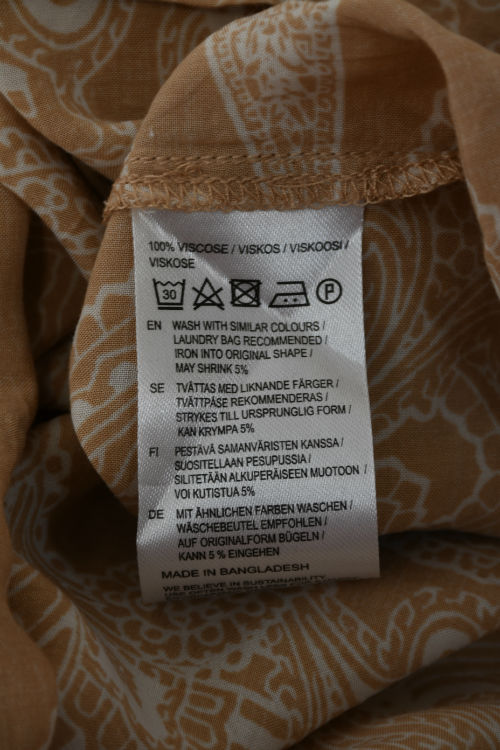 100% VISCOSE / VISKOS / VISKOOSI /
VISKOSE
30 P
EN WASH WITH SIMILAR COLOURS /
LAUNDRY BAG RECOMMENDED /
IRON INTO ORIGINAL SHAPE /
MAY SHRINK 5%
SE TVÄTTAS MED LIKNANDE FÄRGER /
TVÄTTPÅSE REKOMMENDERAS /
STRYKES TILL URSPRUNGLIG FORM /
KAN KRYMPA 5%
FI PESTÄVÄ SAMANVÄRISTEN KANSSA /
SUOSITELLAAN PESUPUSSIA /
SILITETÄÄN ALKUPERÄISEEN MUOTOON /
VOI KUTISTUA 5%
DE MIT ÄHNLICHEN FARBEN WASCHEN /
WÄSCHEBEUTEL EMPFOHLEN /
AUF ORIGINALFORM BÜGELN /
KANN 5 % EINGEHEN
MADE IN BANGLADESH
WE BELIEVE IN SUSTAINABILITY